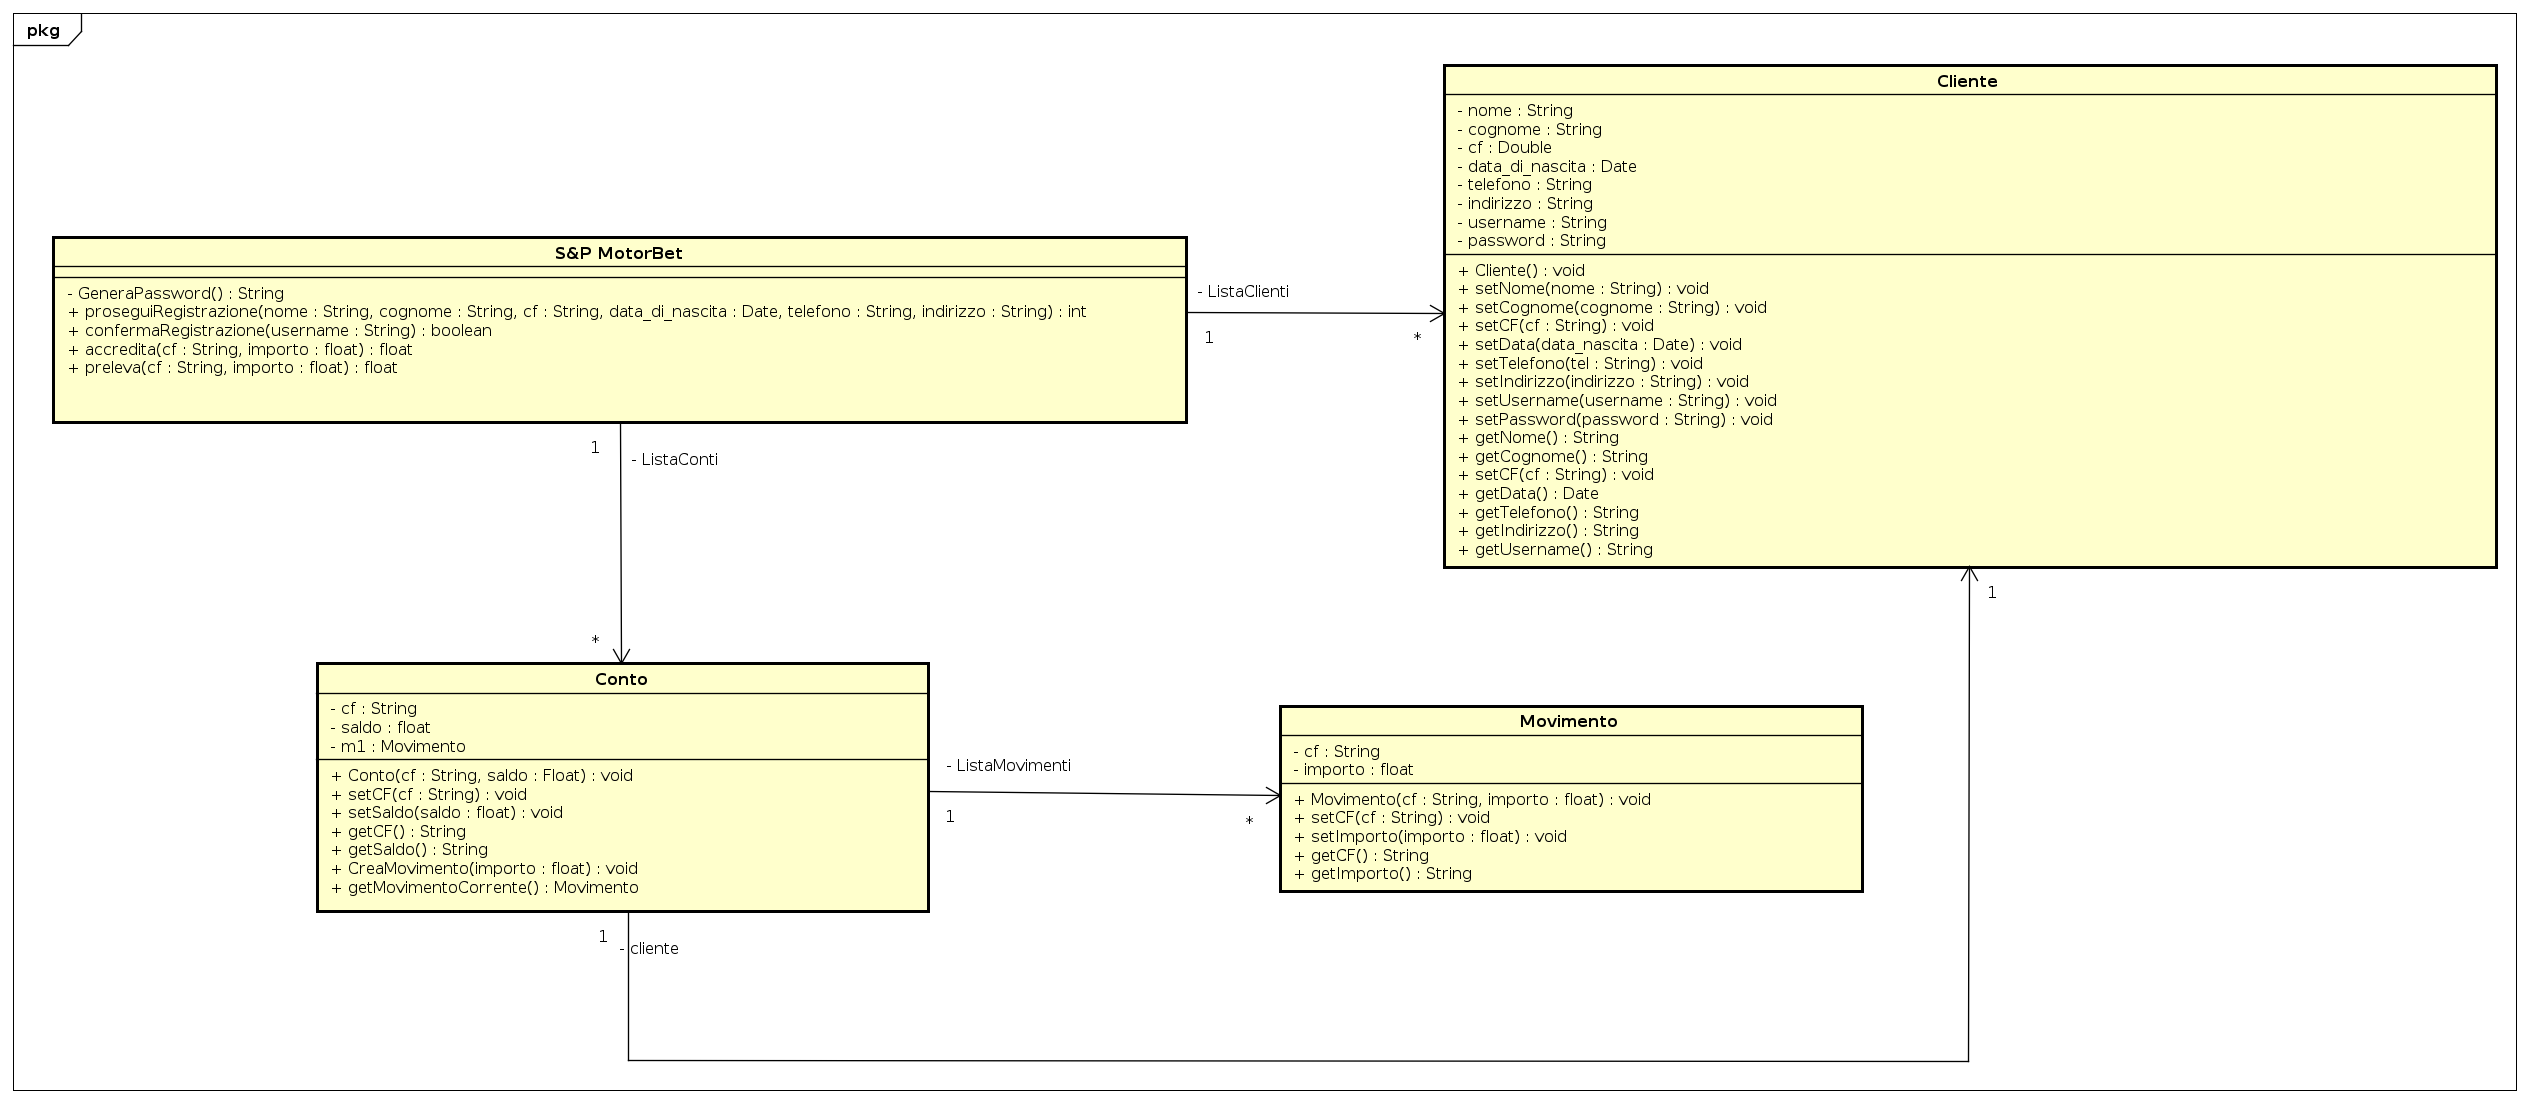 pkg
Cliente
- nome : String
- cognome : String
- cf : Double
- data_di_nascita : Date
- telefono : String
- indirizzo : String
- username : String
- password : String
+ Cliente() : void
+ setNome(nome : String) : void
+ setCognome(cognome : String) : void
+ setCF(cf : String) : void
+ setData(data_nascita : Date) : void
+ setTelefono(tel : String) : void
+ setIndirizzo(indirizzo : String) : void
+ setUsername(username : String) : void
+ setPassword(password : String) : void
+ getNome() : String
+ getCognome() : String
+ setCF(cf : String) : void
+ getData() : Date
+ getTelefono() : String
+ getIndirizzo() : String
+ getUsername() : String
S&P MotorBet
- GeneraPassword() : String
+ proseguiRegistrazione(nome : String, cognome : String, cf : String, data_di_nascita : Date, telefono : String, indirizzo : String) : int
+ confermaRegistrazione(username : String) : boolean
+ accredita(cf : String, importo : float) : float
+ preleva(cf : String, importo : float) : float
- ListaClienti
1
*
1
- ListaConti
*
1
Conto
- cf : String
- saldo : float
- m1 : Movimento
+ Conto(cf : String, saldo : Float) : void
+ setCF(cf : String) : void
+ setSaldo(saldo : float) : void
+ getCF() : String
+ getSaldo() : String
+ CreaMovimento(importo : float) : void
+ getMovimentoCorrente() : Movimento
- ListaMovimenti
1
*
Movimento
- cf : String
- importo : float
+ Movimento(cf : String, importo : float) : void
+ setCF(cf : String) : void
+ setImporto(importo : float) : void
+ getCF() : String
+ getImporto() : String
1
- cliente